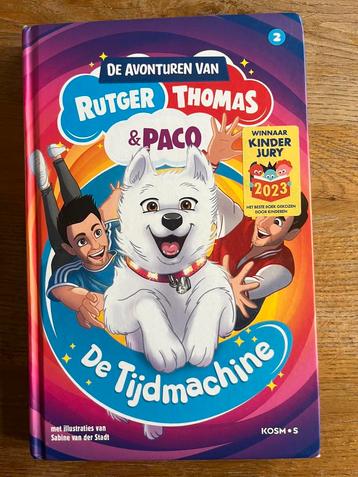 2
DE AVONTUREN VAN
RUTGER THOMAS
& PACO
WINNAAR
KINDER
JURY
2023
HET BESTE BOEK GEKOZEN
DOOR KINDEREN
De Tijdmachine
met illustraties van
Sabine van der Stadt
KOSMOS